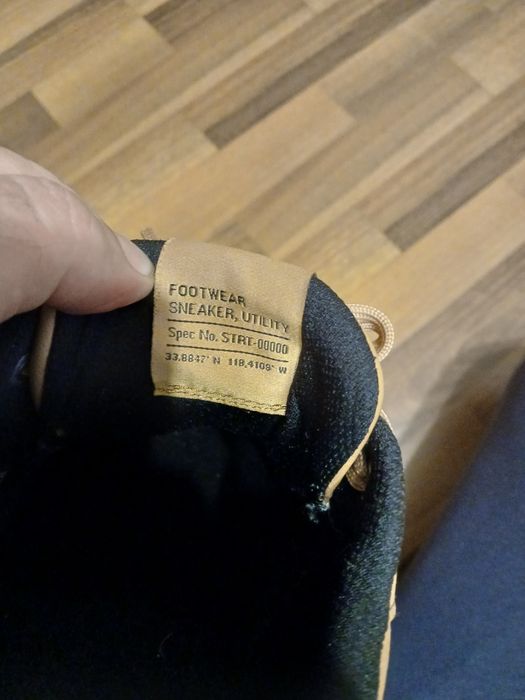 FOOTWEAR
SNEAKER, UTILITY
Spec No. STRT-00000
33.8847° N 118.4109° W